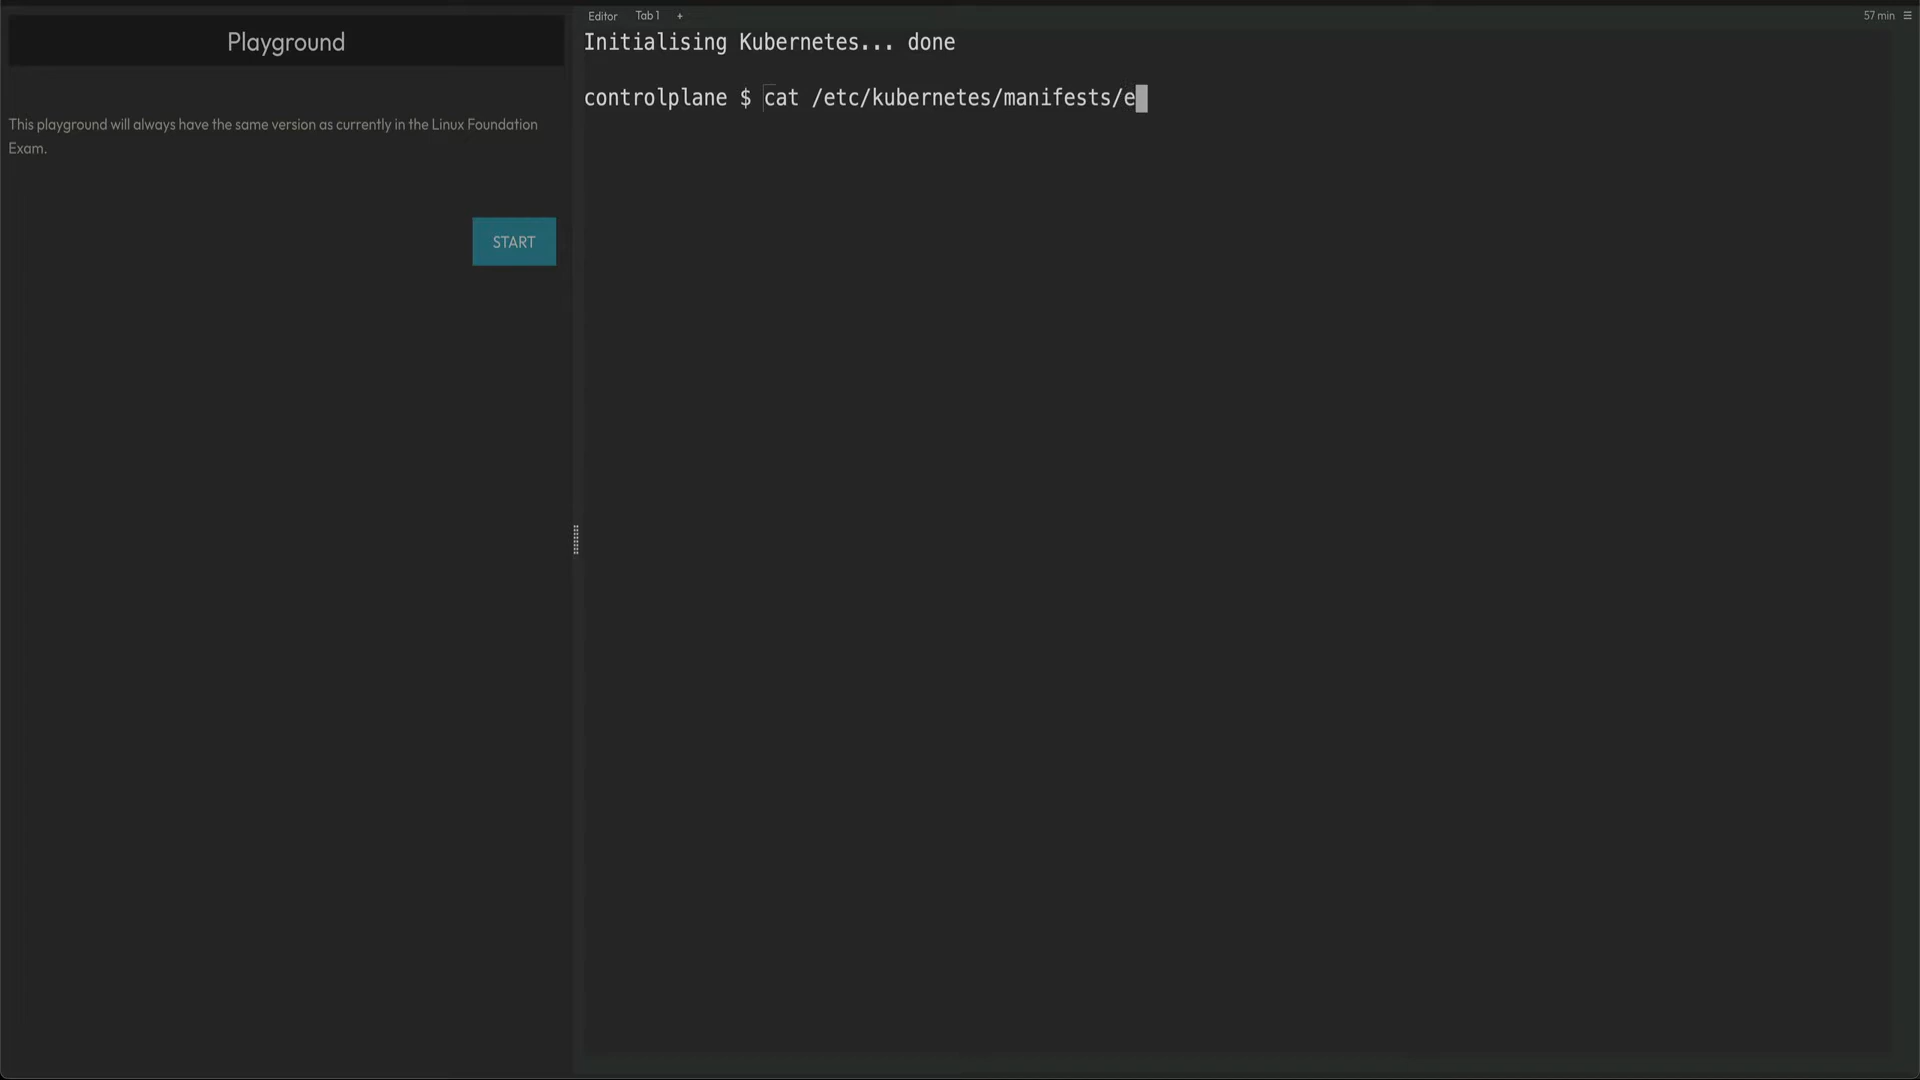 Playground
This playground will always have the same version as currently in the Linux Foundation
Exam.
START
Editor Tab 1 +
57 min
Initialising Kubernetes... done
controlplane $ cat /etc/kubernetes/manifests/e